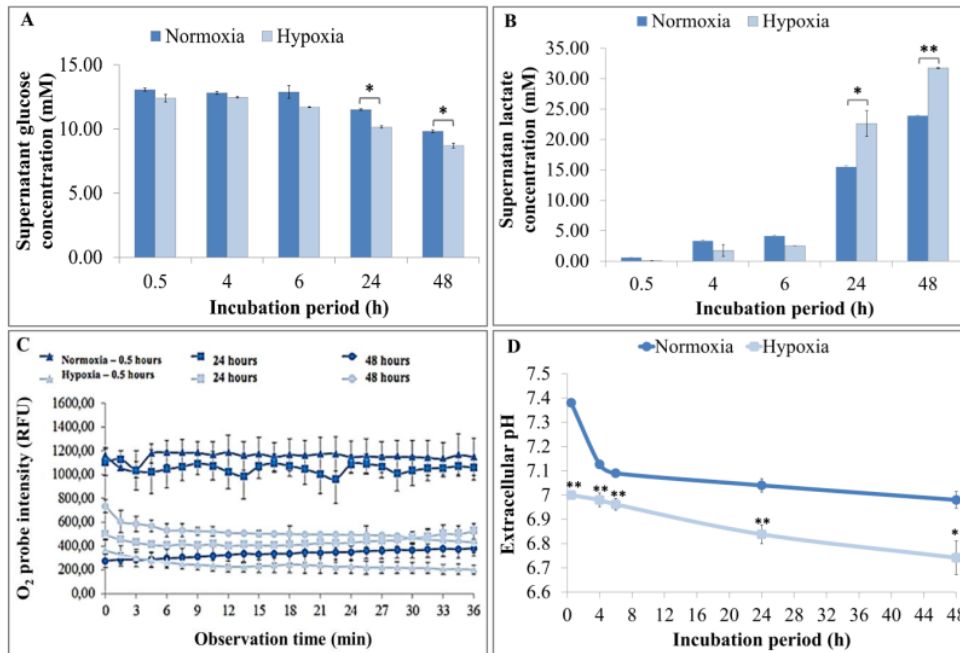 A
Normoxia Hypoxia
Supernatant glucose
concentration (mM)
15.00
10.00
5.00
0.00
*
*
0.5 4 6 24 48
Incubation period (h)
B
Normoxia Hypoxia
Supernatan lactate
concentration (mM)
35.00
30.00
25.00
20.00
15.00
10.00
5.00
0.00
*
**
0.5 4 6 24 48
Incubation period (h)
C
Normoxia – 0.5 hours 24 hours 48 hours
Hypoxia – 0.5 hours 24 hours 48 hours
O2 probe intensity (RFU)
1600,00
1400,00
1200,00
1000,00
800,00
600,00
400,00
200,00
0,00
0 3 6 9 12 15 18 21 24 27 30 33 36
Observation time (min)
D
Normoxia Hypoxia
Extracellular pH
7.5
7.4
7.3
7.2
7.1
7
6.9
6.8
6.7
6.6
** ** ** ** *
0 4 8 12 16 20 24 28 32 36 40 44 48
Incubation period (h)